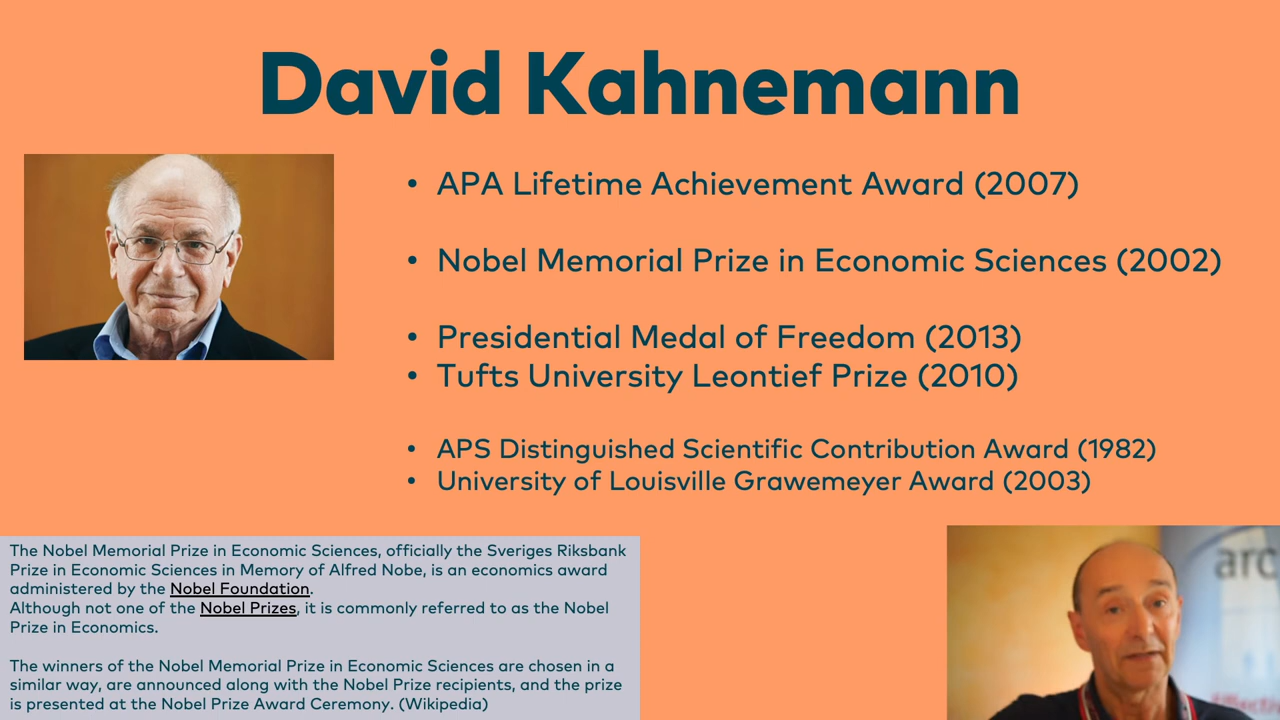 David Kahnemann
• APA Lifetime Achievement Award (2007)
• Nobel Memorial Prize in Economic Sciences (2002)
• Presidential Medal of Freedom (2013)
• Tufts University Leontief Prize (2010)
• APS Distinguished Scientific Contribution Award (1982)
• University of Louisville Grawemeyer Award (2003)
The Nobel Memorial Prize in Economic Sciences, officially the Sveriges Riksbank
Prize in Economic Sciences in Memory of Alfred Nobe, is an economics award
administered by the Nobel Foundation.
Although not one of the Nobel Prizes, it is commonly referred to as the Nobel
Prize in Economics.
The winners of the Nobel Memorial Prize in Economic Sciences are chosen in a
similar way, are announced along with the Nobel Prize recipients, and the prize
is presented at the Nobel Prize Award Ceremony. (Wikipedia)
arc